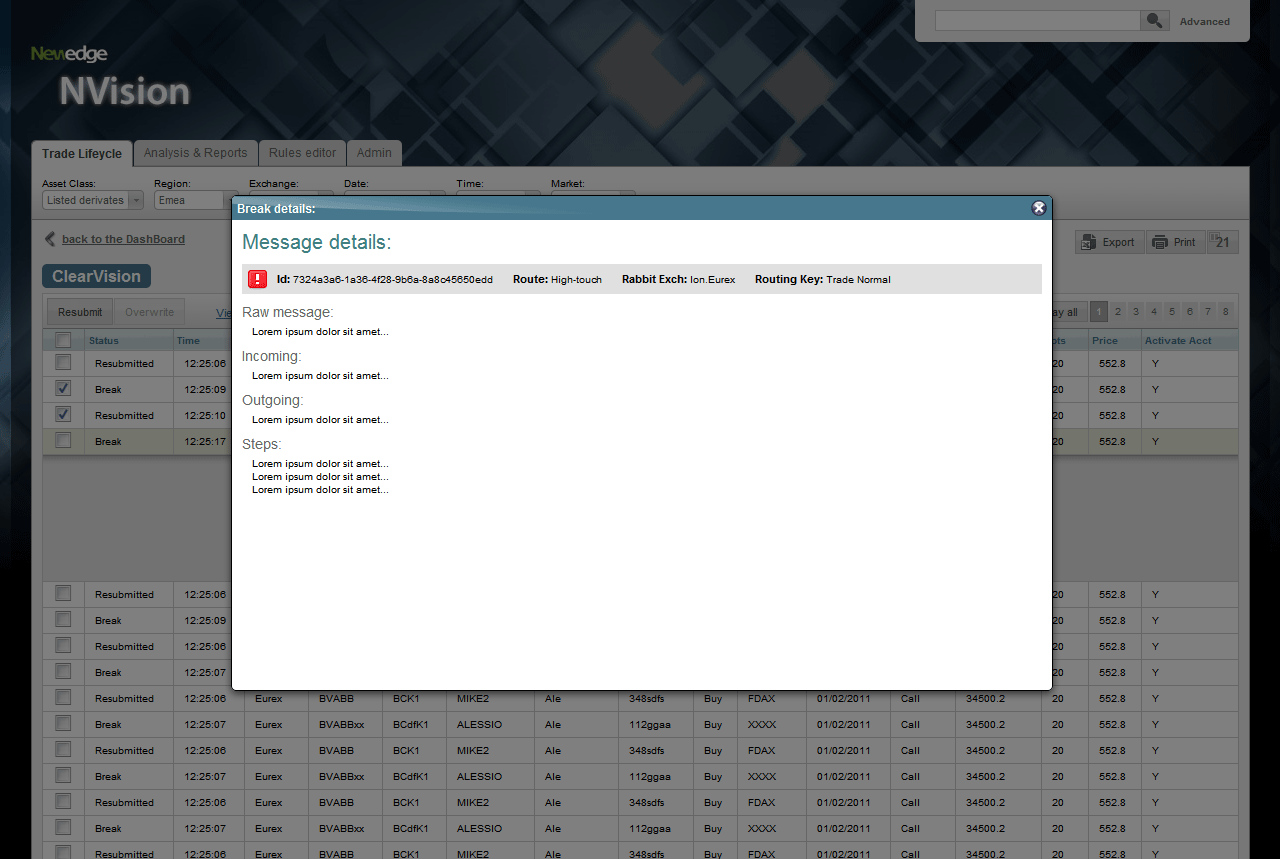 Advanced
Newedge
NVision
Trade Lifeycle Analysis & Reports Rules editor Admin
Asset Class: Region: Exchange: Date: Time: Market:
Listed derivates Emea
Break details:
back to the DashBoard Export Print 21
Message details:
ClearVision
Id: 7324a3a6-1a36-4f28-9b6a-8a8c45650edd Route: High-touch Rabbit Exch: Ion.Eurex Routing Key: Trade Normal
Resubmit Overwrite Vie ay all 1 2 3 4 5 6 7 8
Raw message:
Lorem ipsum dolor sit amet...
Incoming:
Lorem ipsum dolor sit amet...
Outgoing:
Lorem ipsum dolor sit amet...
Steps:
Lorem ipsum dolor sit amet...
Lorem ipsum dolor sit amet...
Lorem ipsum dolor sit amet...
Status Time ots Price Activate Acct
Resubmitted 12:25:06 20 552.8 Y
Break 12:25:09 20 552.8 Y
Resubmitted 12:25:10 20 552.8 Y
Break 12:25:17 20 552.8 Y
Resubmitted 12:25:06 20 552.8 Y
Break 12:25:09 20 552.8 Y
Resubmitted 12:25:06 20 552.8 Y
Break 12:25:07 20 552.8 Y
Resubmitted 12:25:06 Eurex BVABB BCK1 MIKE2 Ale 348sdfs Buy FDAX 01/02/2011 Call 34500.2 20 552.8 Y
Break 12:25:07 Eurex BVABBxx BCdfK1 ALESSIO Ale 112ggaa Buy XXXX 01/02/2011 Call 34500.2 20 552.8 Y
Resubmitted 12:25:06 Eurex BVABB BCK1 MIKE2 Ale 348sdfs Buy FDAX 01/02/2011 Call 34500.2 20 552.8 Y
Break 12:25:07 Eurex BVABBxx BCdfK1 ALESSIO Ale 112ggaa Buy XXXX 01/02/2011 Call 34500.2 20 552.8 Y
Resubmitted 12:25:06 Eurex BVABB BCK1 MIKE2 Ale 348sdfs Buy FDAX 01/02/2011 Call 34500.2 20 552.8 Y
Break 12:25:07 Eurex BVABBxx BCdfK1 ALESSIO Ale 112ggaa Buy XXXX 01/02/2011 Call 34500.2 20 552.8 Y
Resubmitted 12:25:06 Eurex BVABB BCK1 MIKE2 Ale 348sdfs Buy FDAX 01/02/2011 Call 34500.2 20 552.8 Y